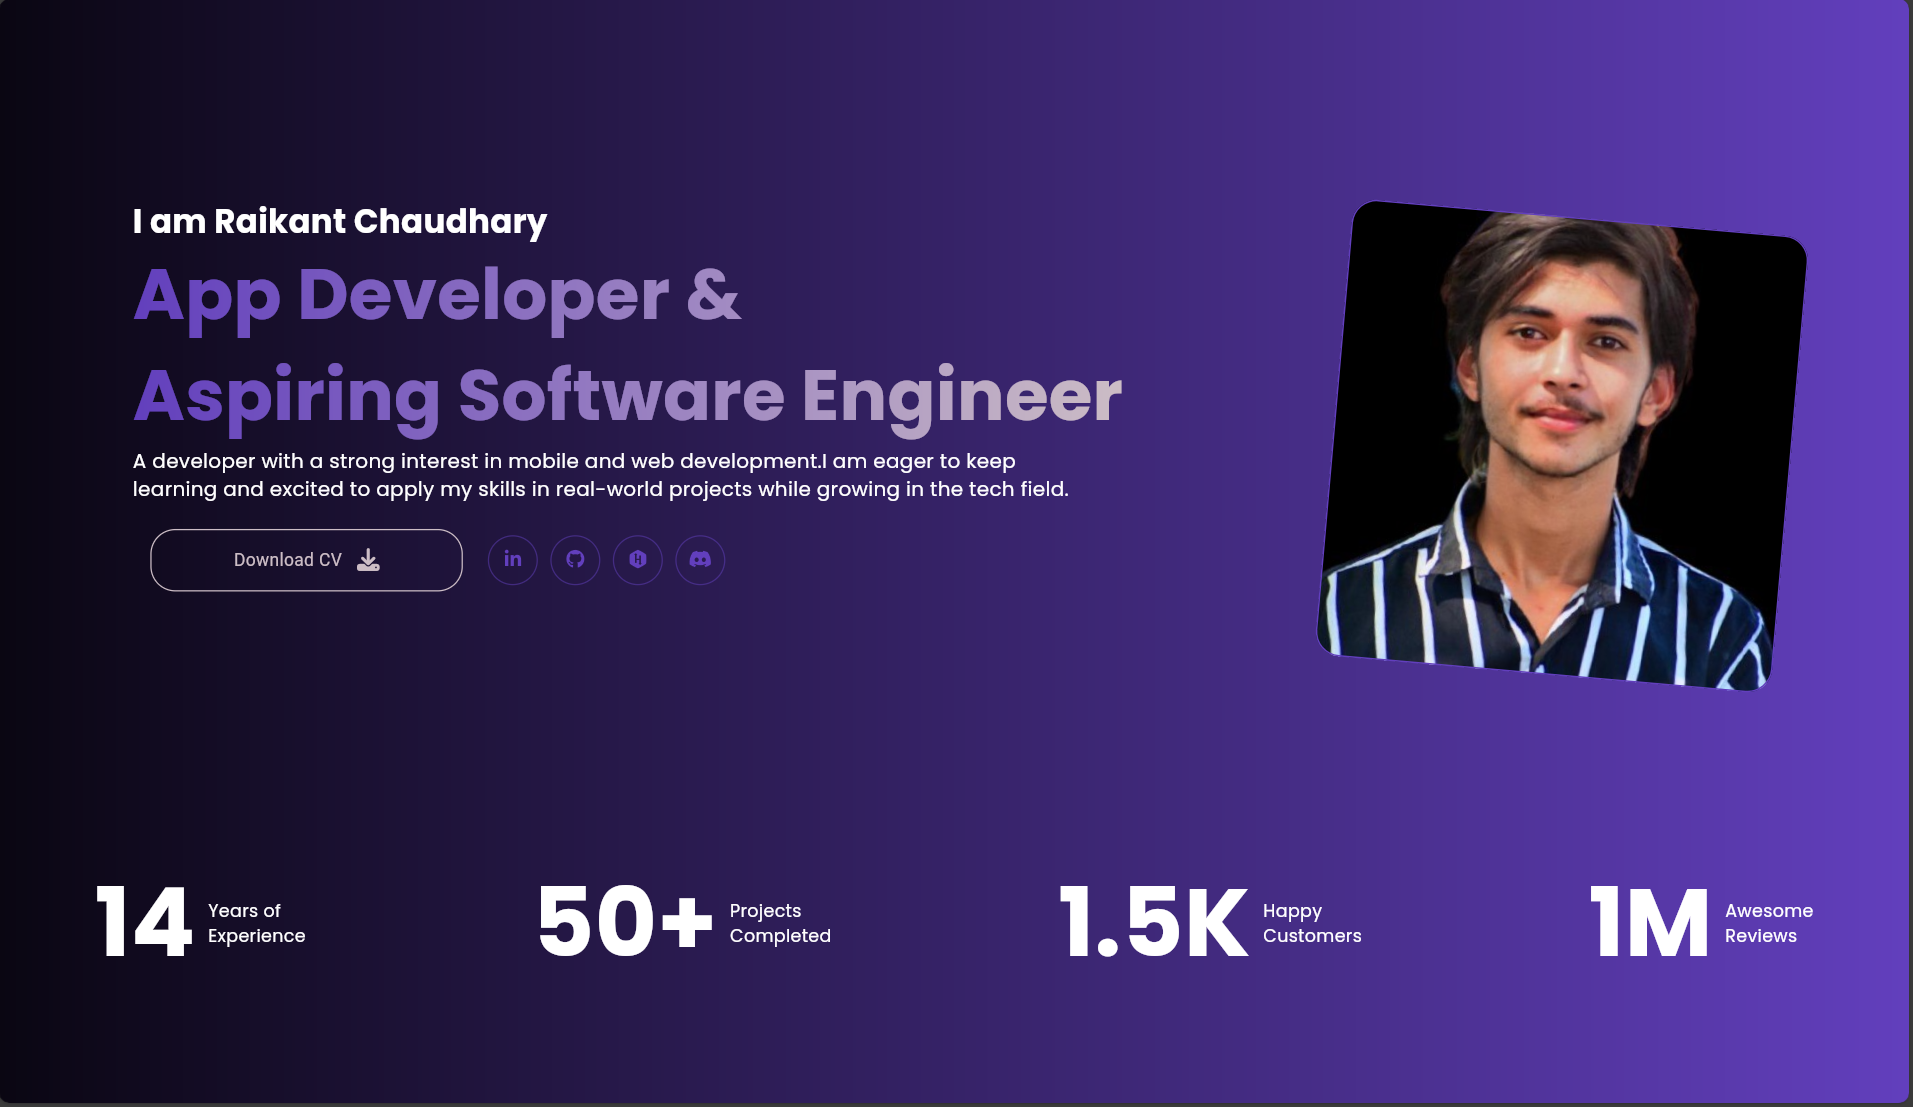 I am Raikant Chaudhary
App Developer &
Aspiring Software Engineer
A developer with a strong interest in mobile and web development.I am eager to keep
learning and excited to apply my skills in real-world projects while growing in the tech field.
Download CV
in
14
Years of
Experience
50+
Projects
Completed
1.5K
Happy
Customers
1M
Awesome
Reviews